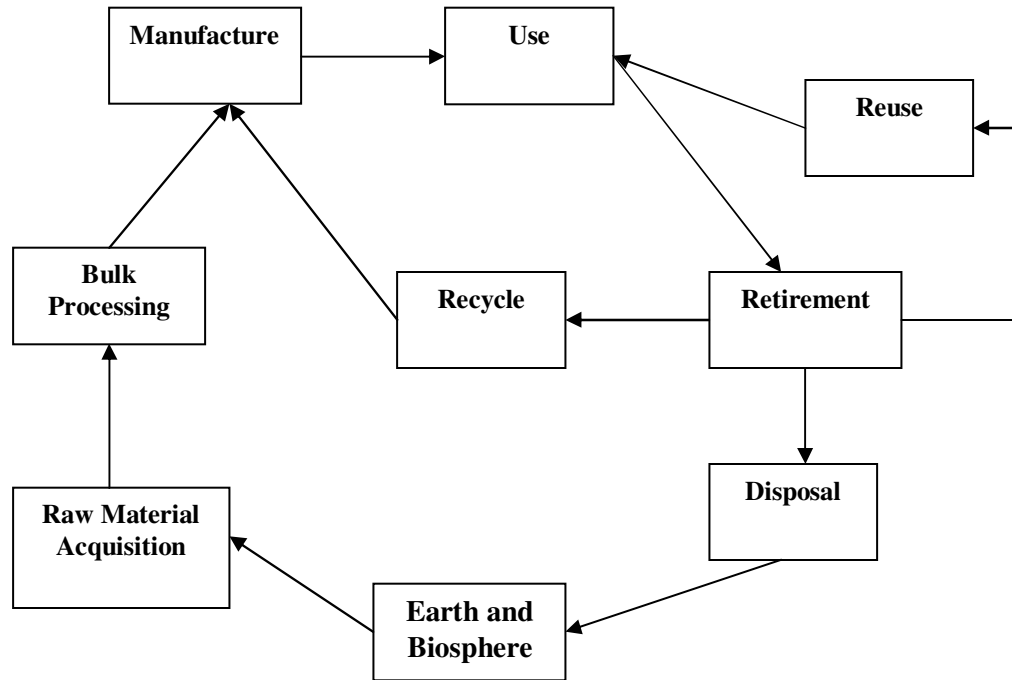 Manufacture
Use
Reuse
Bulk
Processing
Recycle
Retirement
Raw Material
Acquisition
Disposal
Earth and
Biosphere